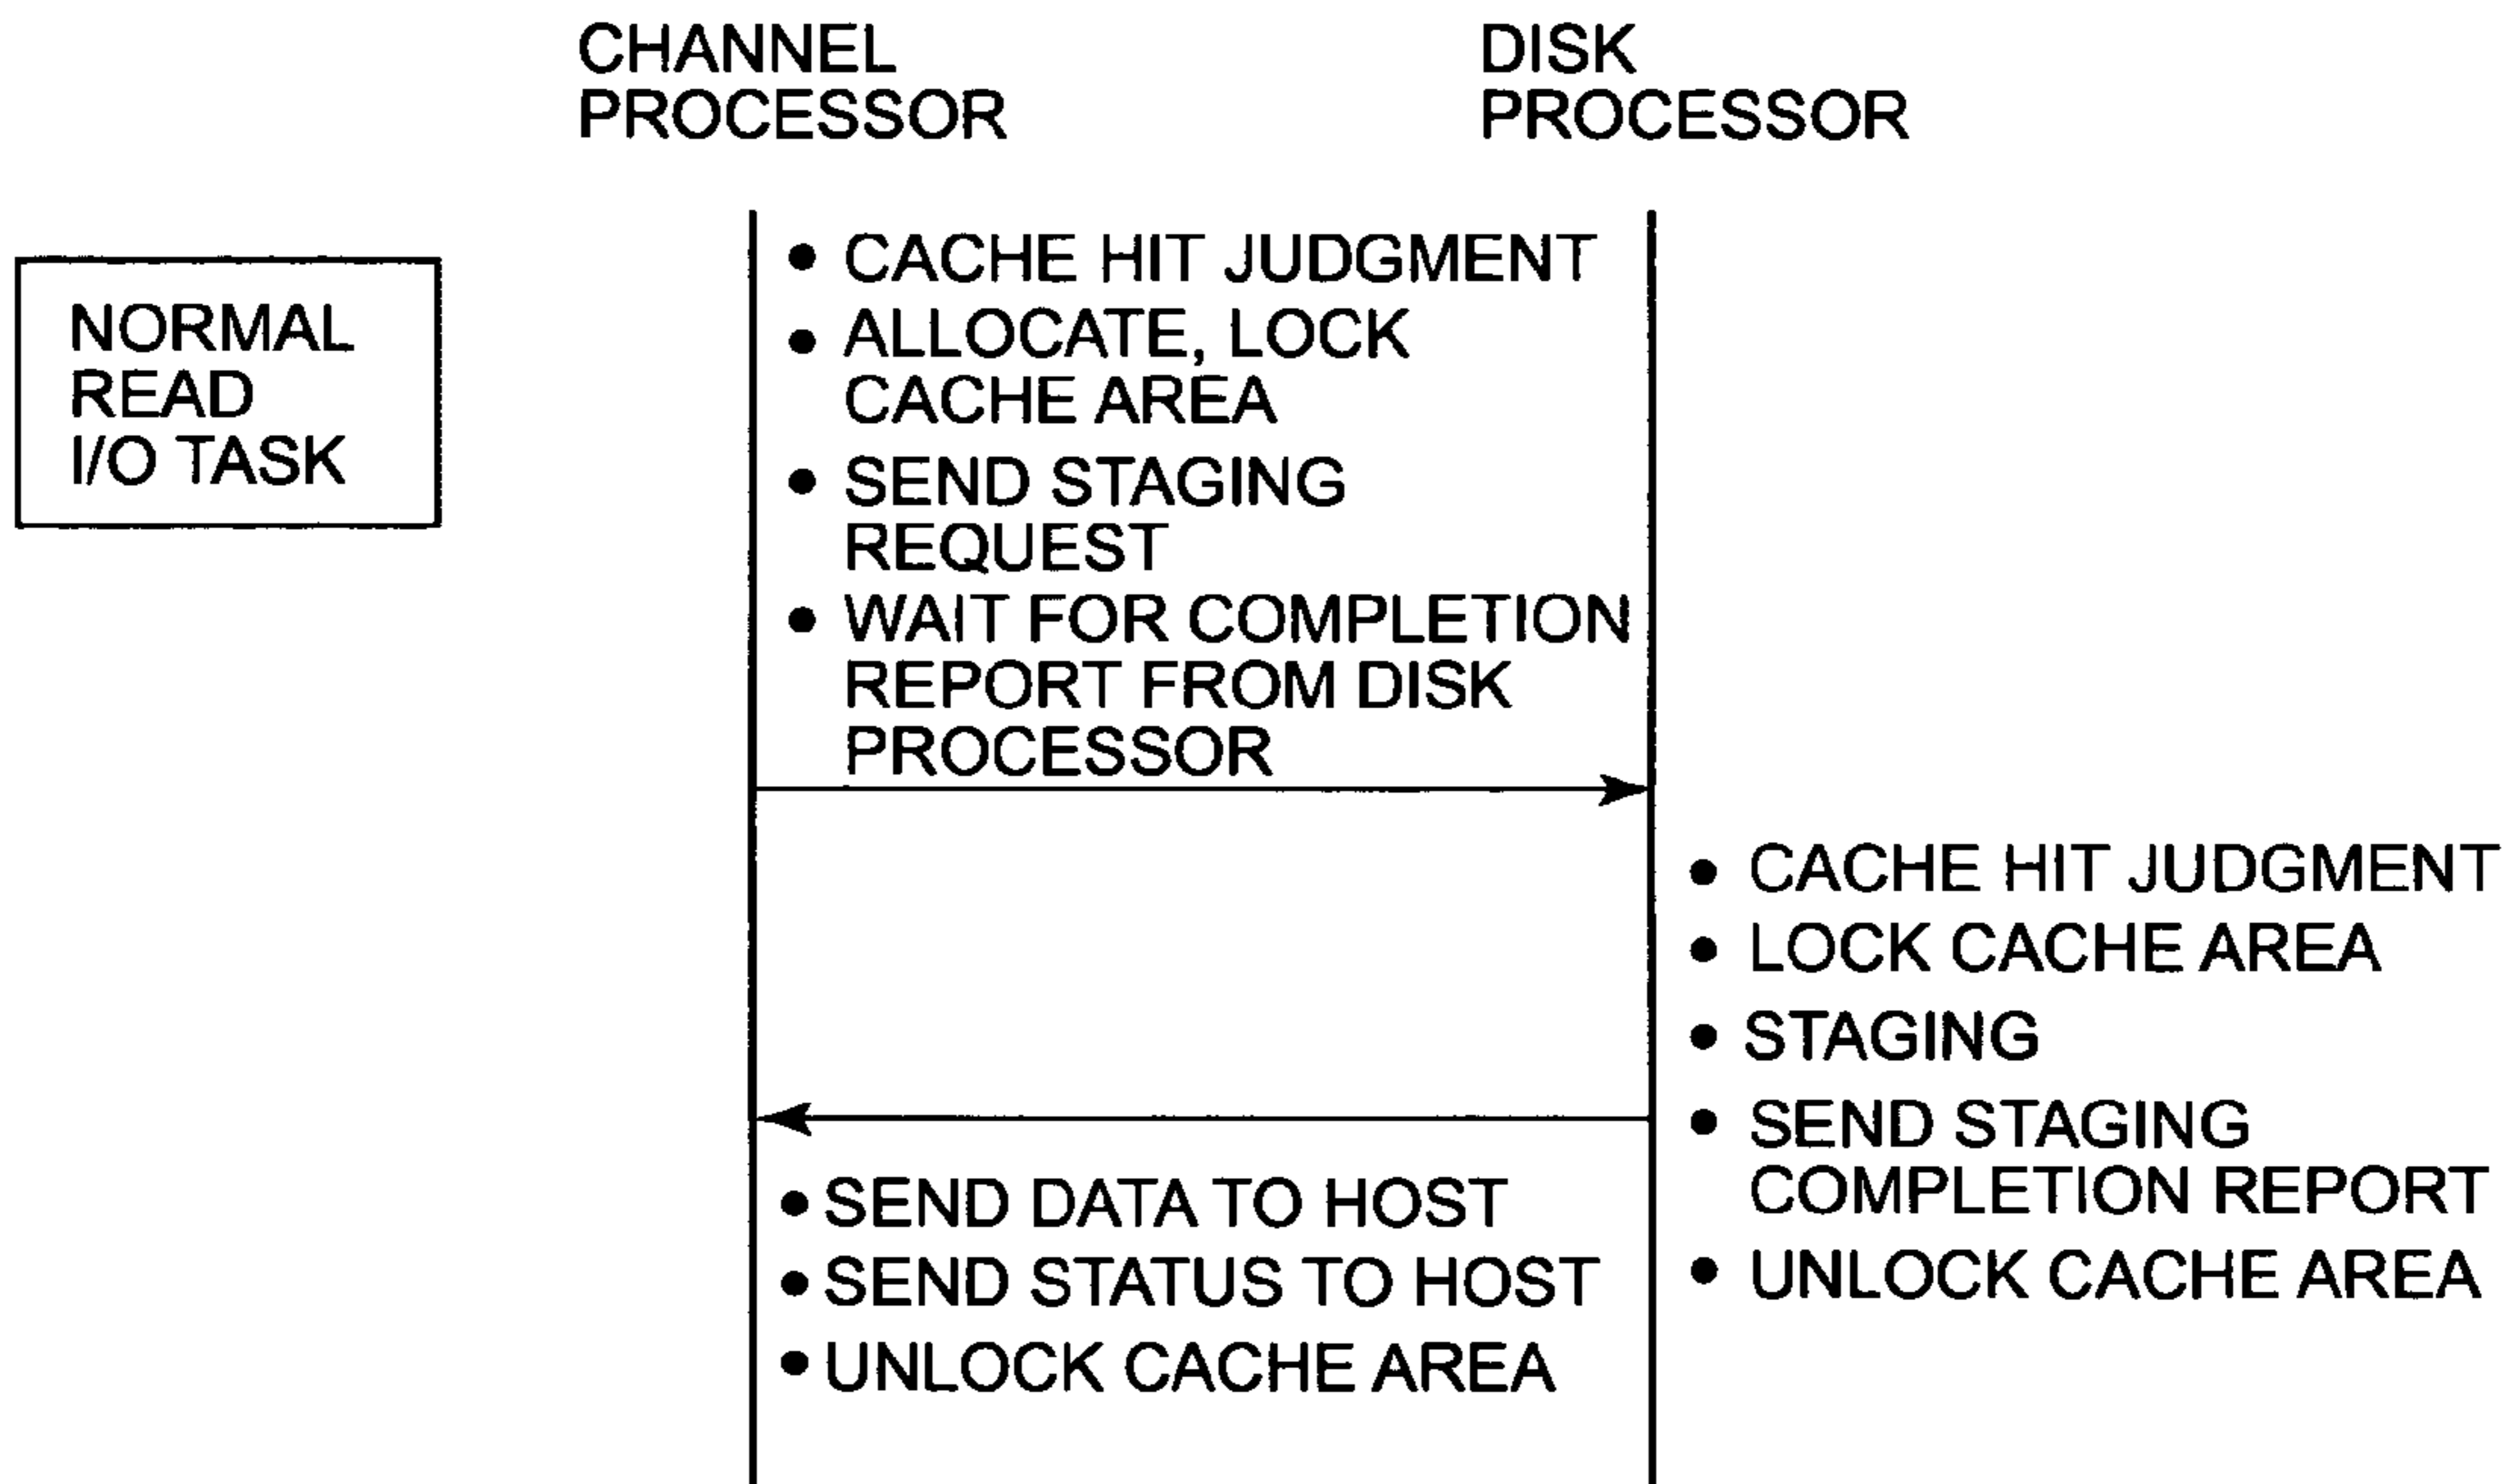 CHANNEL
PROCESSOR
DISK
PROCESSOR
NORMAL
READ
I/O TASK
• CACHE HIT JUDGMENT
• ALLOCATE, LOCK
CACHE AREA
• SEND STAGING
REQUEST
• WAIT FOR COMPLETION
REPORT FROM DISK
PROCESSOR
• CACHE HIT JUDGMENT
• LOCK CACHE AREA
• STAGING
• SEND STAGING
COMPLETION REPORT
• UNLOCK CACHE AREA
• SEND DATA TO HOST
• SEND STATUS TO HOST
• UNLOCK CACHE AREA